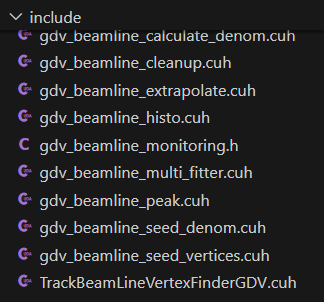 include
gdv_beamline_calculate_denom.cuh
gdv_beamline_cleanup.cuh
gdv_beamline_extrapolate.cuh
gdv_beamline_histo.cuh
gdv_beamline_monitoring.h
gdv_beamline_multi_fitter.cuh
gdv_beamline_peak.cuh
gdv_beamline_seed_denom.cuh
gdv_beamline_seed_vertices.cuh
TrackBeamLineVertexFinderGDV.cuh